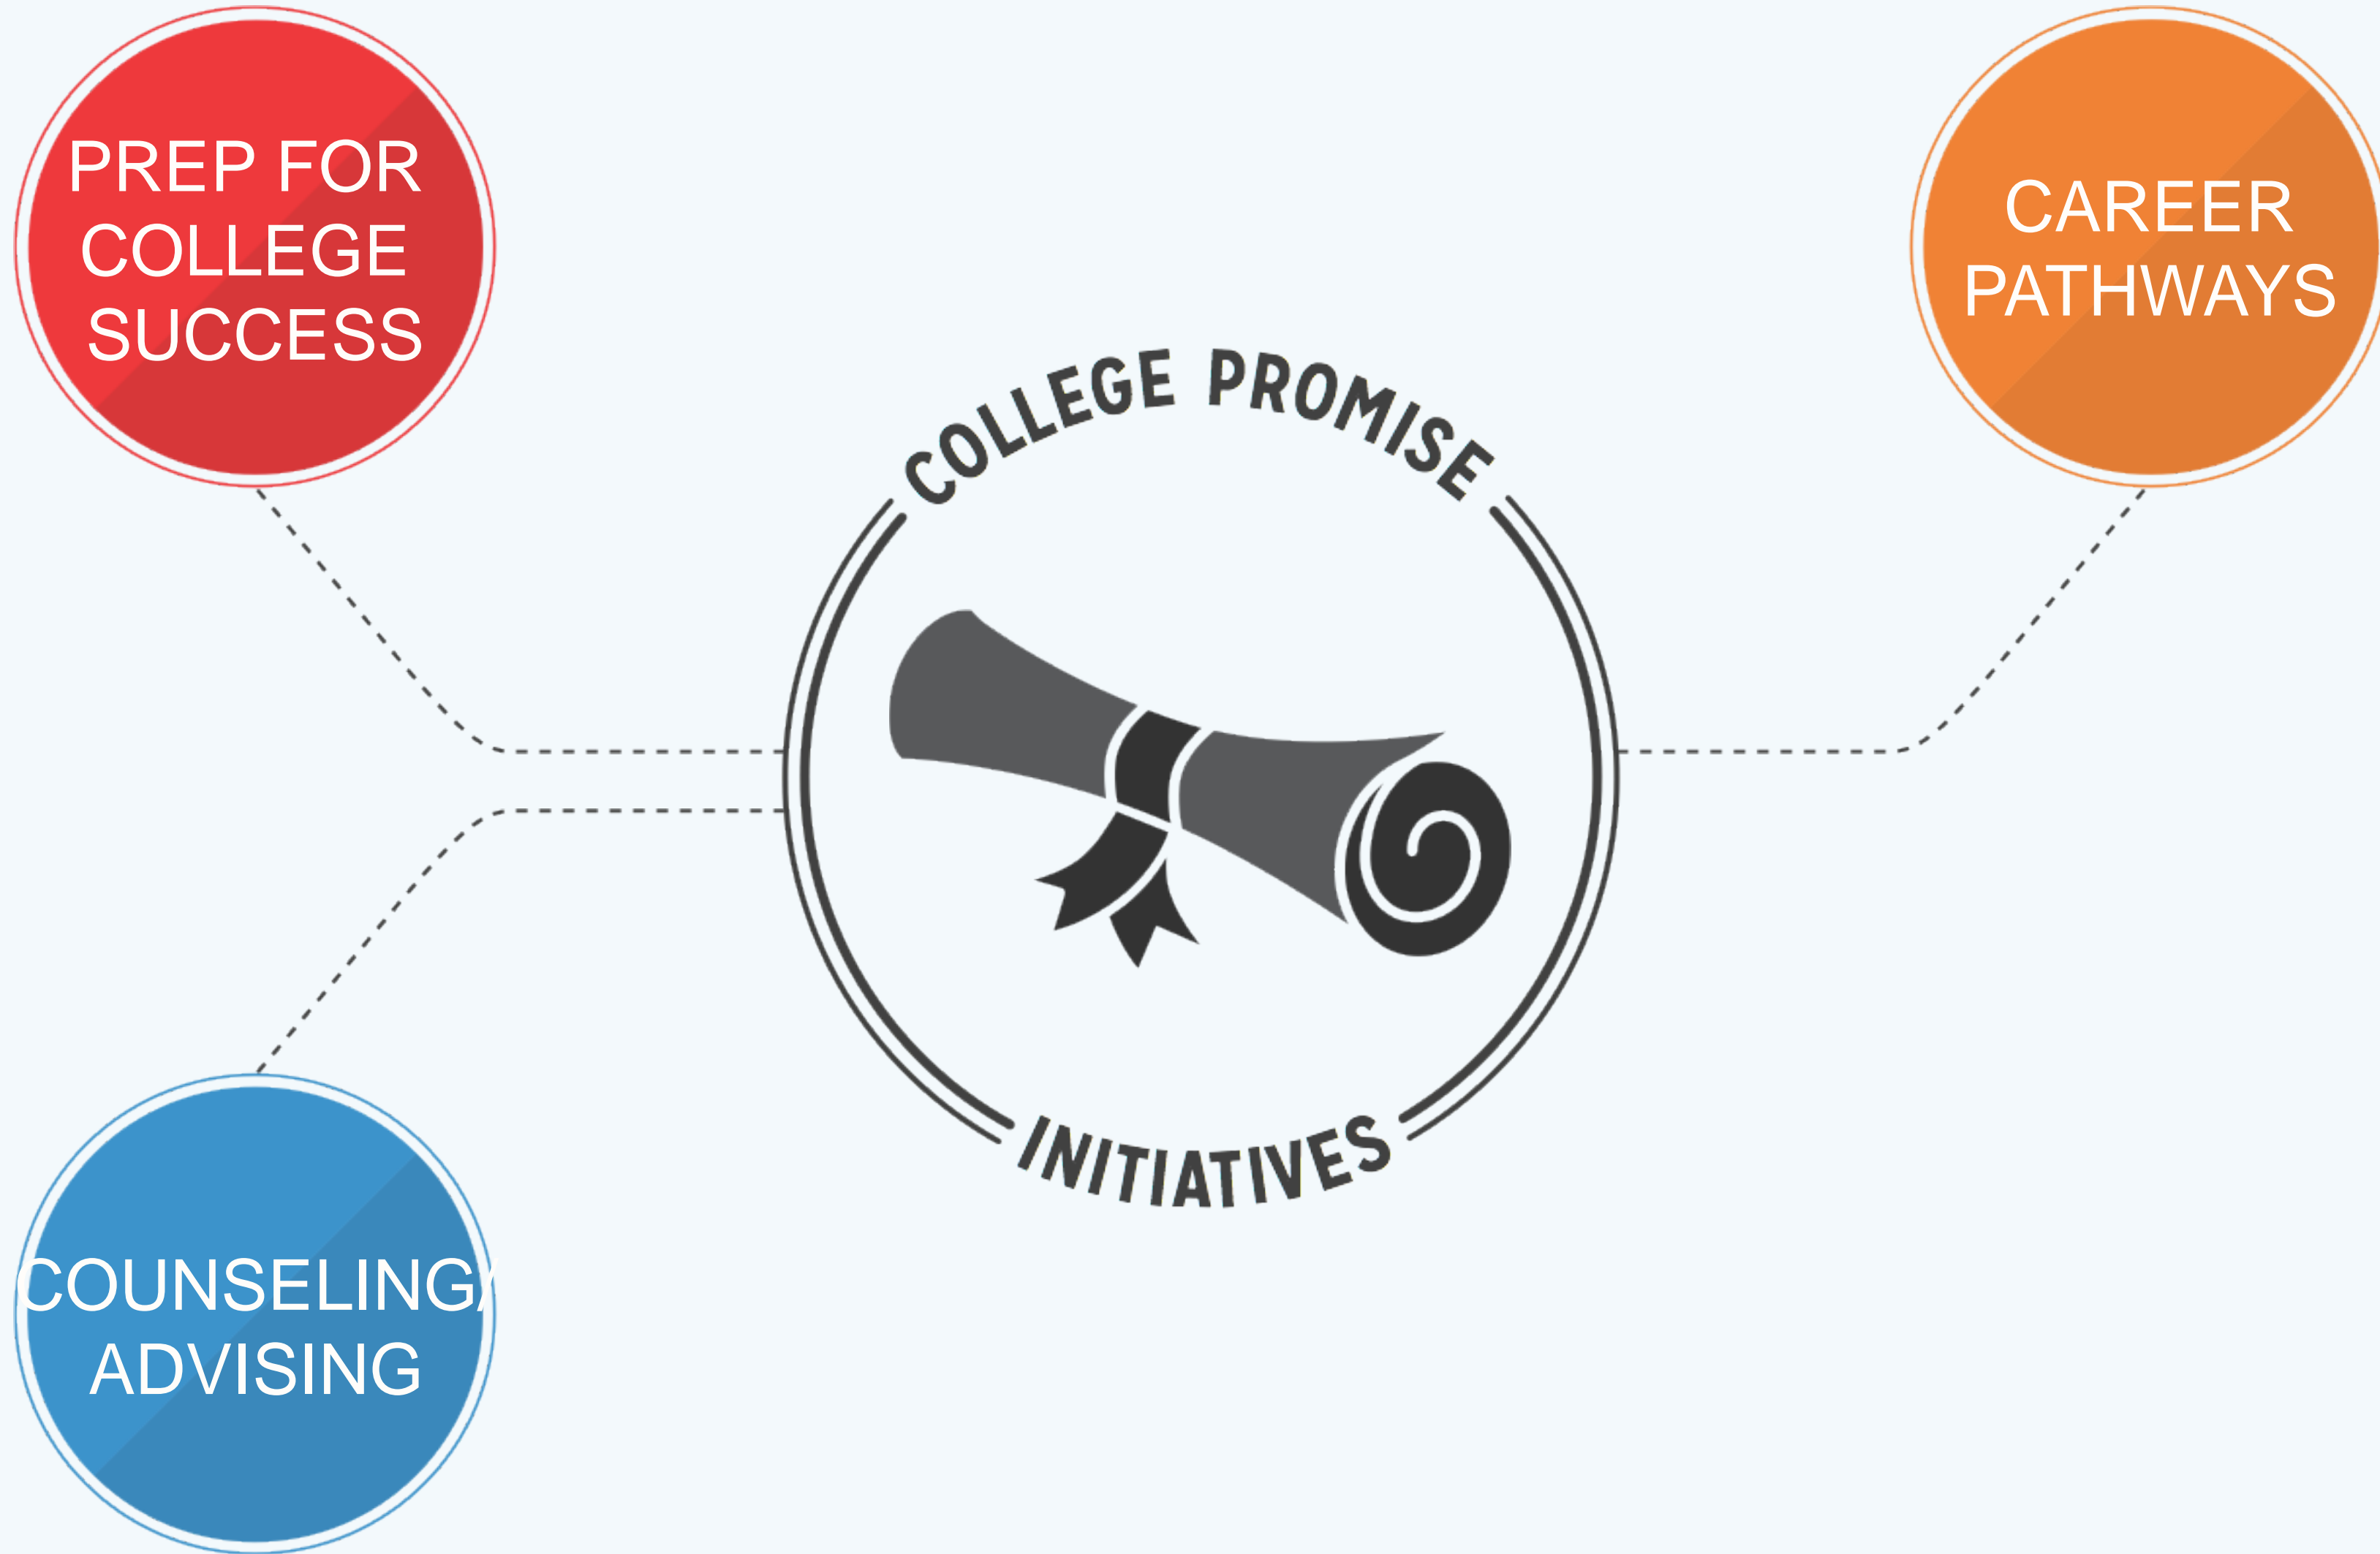 PREP FOR
COLLEGE
SUCCESS
CAREER
PATHWAYS
COLLEGE PROMISE
INITIATIVES
COUNSELING/
ADVISING